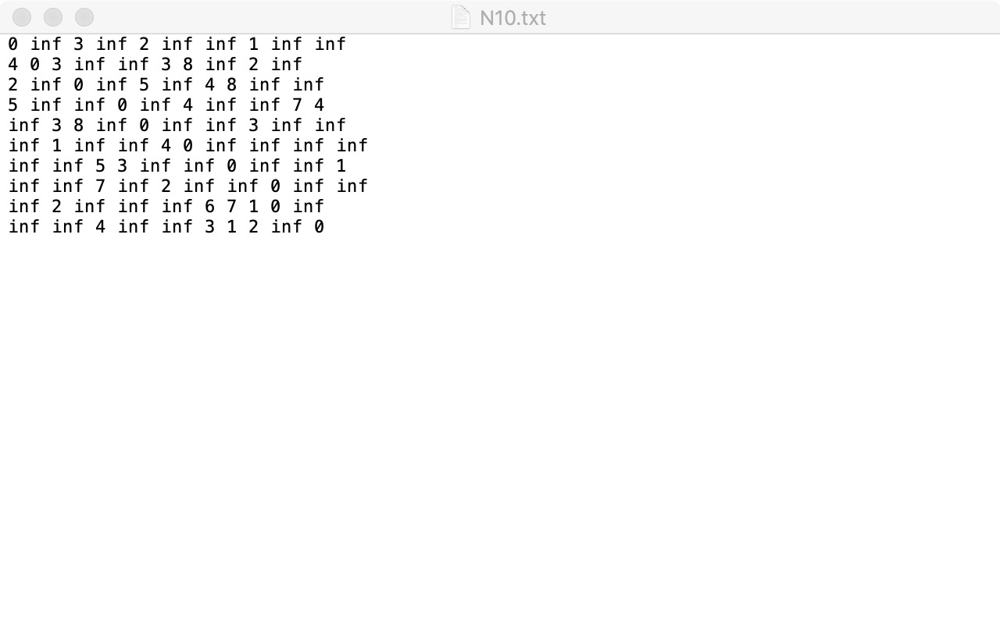 N10.txt
0 inf 3 inf 2 inf inf 1 inf inf
4 0 3 inf inf 3 8 inf 2 inf
2 inf 0 inf 5 inf 4 8 inf inf
5 inf inf 0 inf 4 inf inf 7 4
inf 3 8 inf 0 inf inf 3 inf inf
inf 1 inf inf 4 0 inf inf inf inf
inf inf 5 3 inf inf 0 inf inf 1
inf inf 7 inf 2 inf inf 0 inf inf
inf 2 inf inf inf 6 7 1 0 inf
inf inf 4 inf inf 3 1 2 inf 0